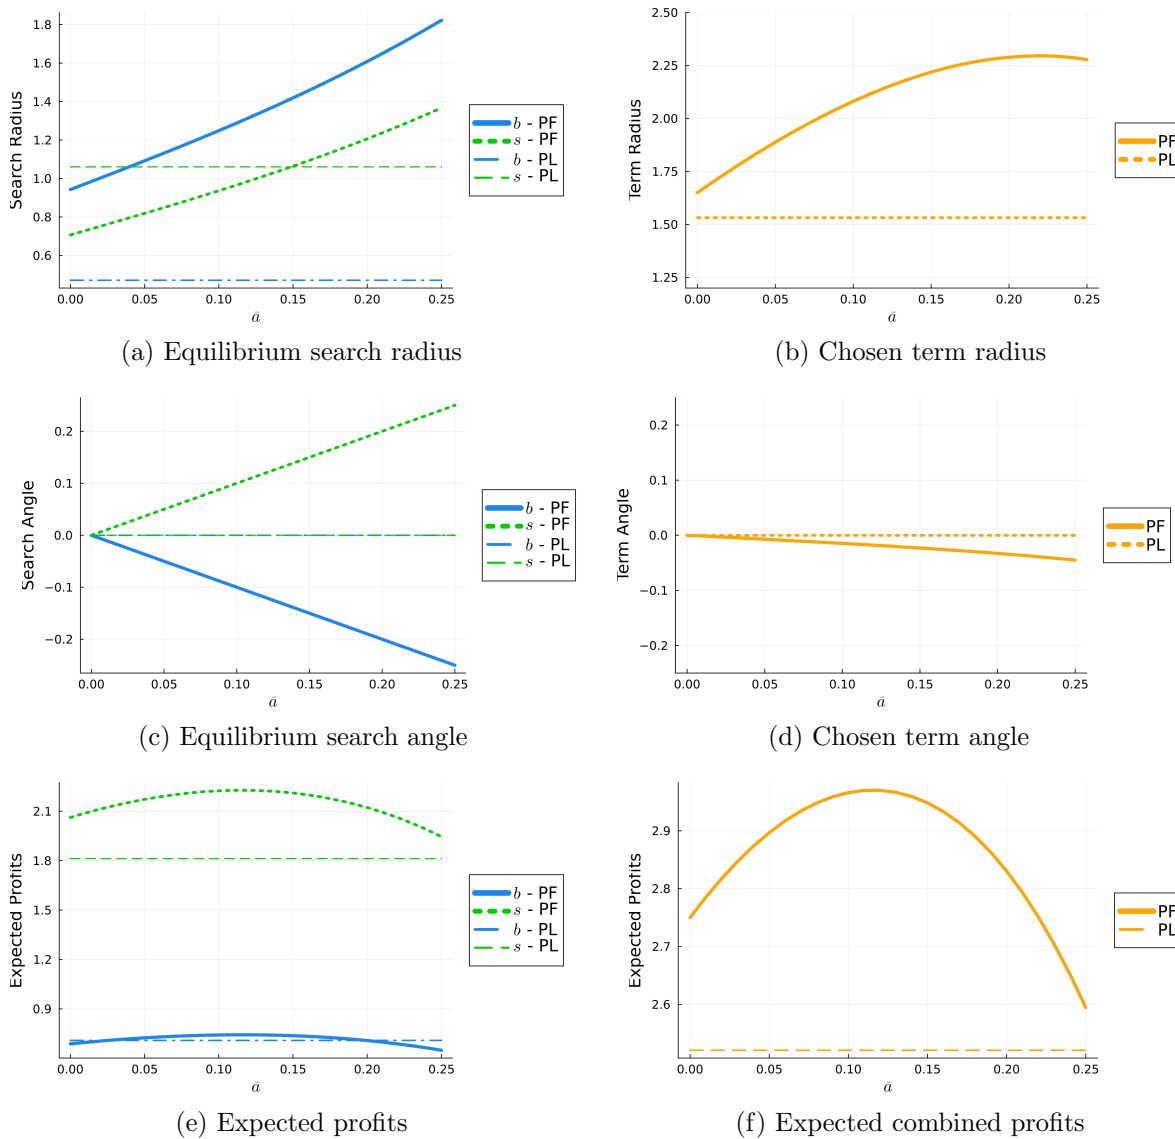 Search Radius
1.8
1.6
1.4
1.2
1.0
0.8
0.6
0.00 0.05 0.10 0.15 0.20 0.25
ā
b - PF
s - PF
b - PL
s - PL
(a) Equilibrium search radius
Term Radius
2.50
2.25
2.00
1.75
1.50
1.25
0.00 0.05 0.10 0.15 0.20 0.25
ā
PF
PL
(b) Chosen term radius
Search Angle
0.2
0.1
0.0
−0.1
−0.2
0.00 0.05 0.10 0.15 0.20 0.25
ā
b - PF
s - PF
b - PL
s - PL
(c) Equilibrium search angle
Term Angle
0.2
0.1
0.0
−0.1
−0.2
0.00 0.05 0.10 0.15 0.20 0.25
ā
PF
PL
(d) Chosen term angle
Expected Profits
2.1
1.8
1.5
1.2
0.9
0.00 0.05 0.10 0.15 0.20 0.25
ā
b - PF
s - PF
b - PL
s - PL
(e) Expected profits
Expected Profits
2.9
2.8
2.7
2.6
0.00 0.05 0.10 0.15 0.20 0.25
ā
PF
PL
(f) Expected combined profits